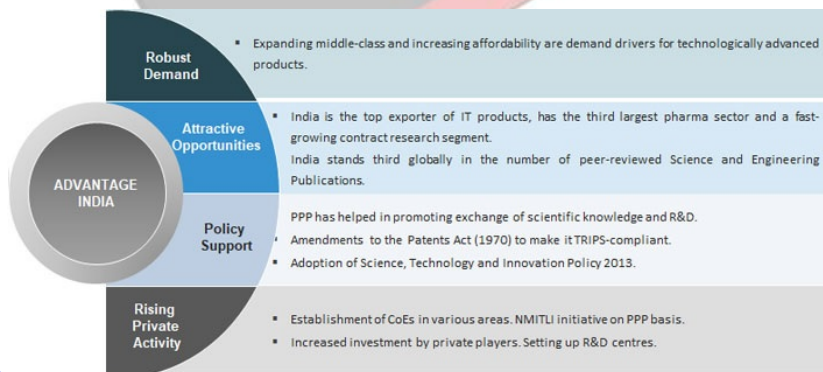 Robust
Demand
▪ Expanding middle-class and increasing affordability are demand drivers for technologically advanced
products.
ADVANTAGE
INDIA
Attractive
Opportunities
▪ India is the top exporter of IT products, has the third largest pharma sector and a fast-
growing contract research segment.
India stands third globally in the number of peer-reviewed Science and Engineering
Publications.
Policy
Support
PPP has helped in promoting exchange of scientific knowledge and R&D.
▪ Amendments to the Patents Act (1970) to make it TRIPS-compliant.
▪ Adoption of Science, Technology and Innovation Policy 2013.
Rising
Private
Activity
▪ Establishment of CoEs in various areas. NMITLI initiative on PPP basis.
▪ Increased investment by private players. Setting up R&D centres.